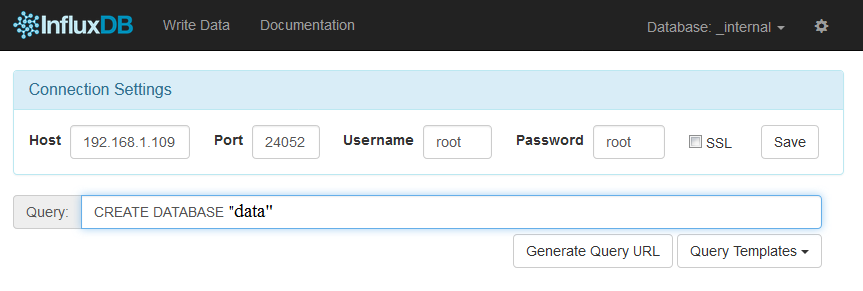 InfluxDB Write Data Documentation Database: _internal
Connection Settings
Host 192.168.1.109 Port 24052 Username root Password root SSL Save
Query: CREATE DATABASE "data"
Generate Query URL Query Templates